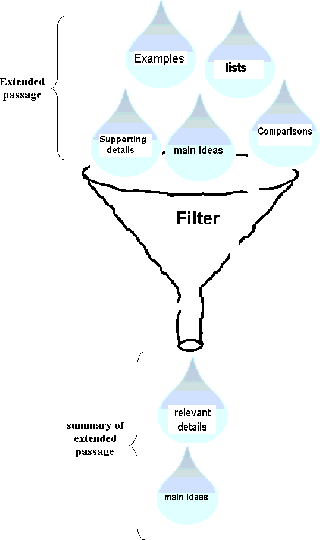 Examples
lists
Extended
passage
Supporting
details
main ideas
Comparisons
Filter
relevant
details
summary of
extended
passage
main ideas